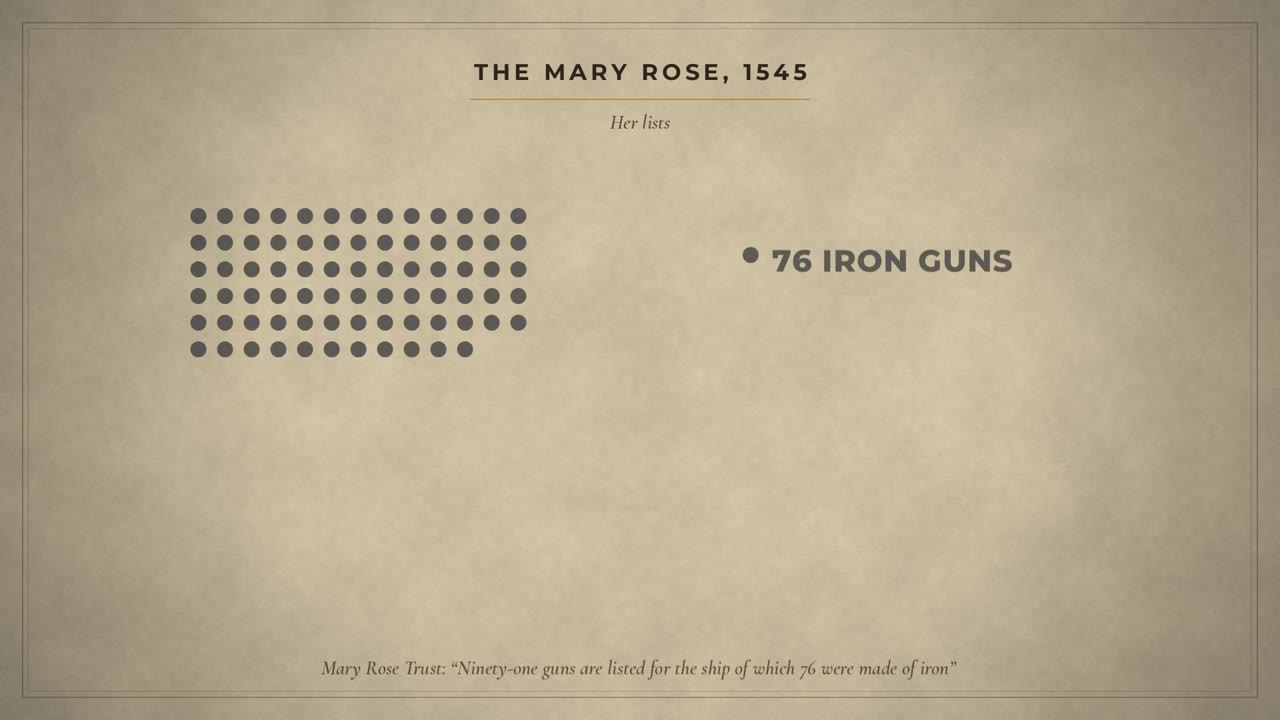 THE MARY ROSE, 1545
Her lists
76 IRON GUNS
Mary Rose Trust: “Ninety-one guns are listed for the ship of which 76 were made of iron”